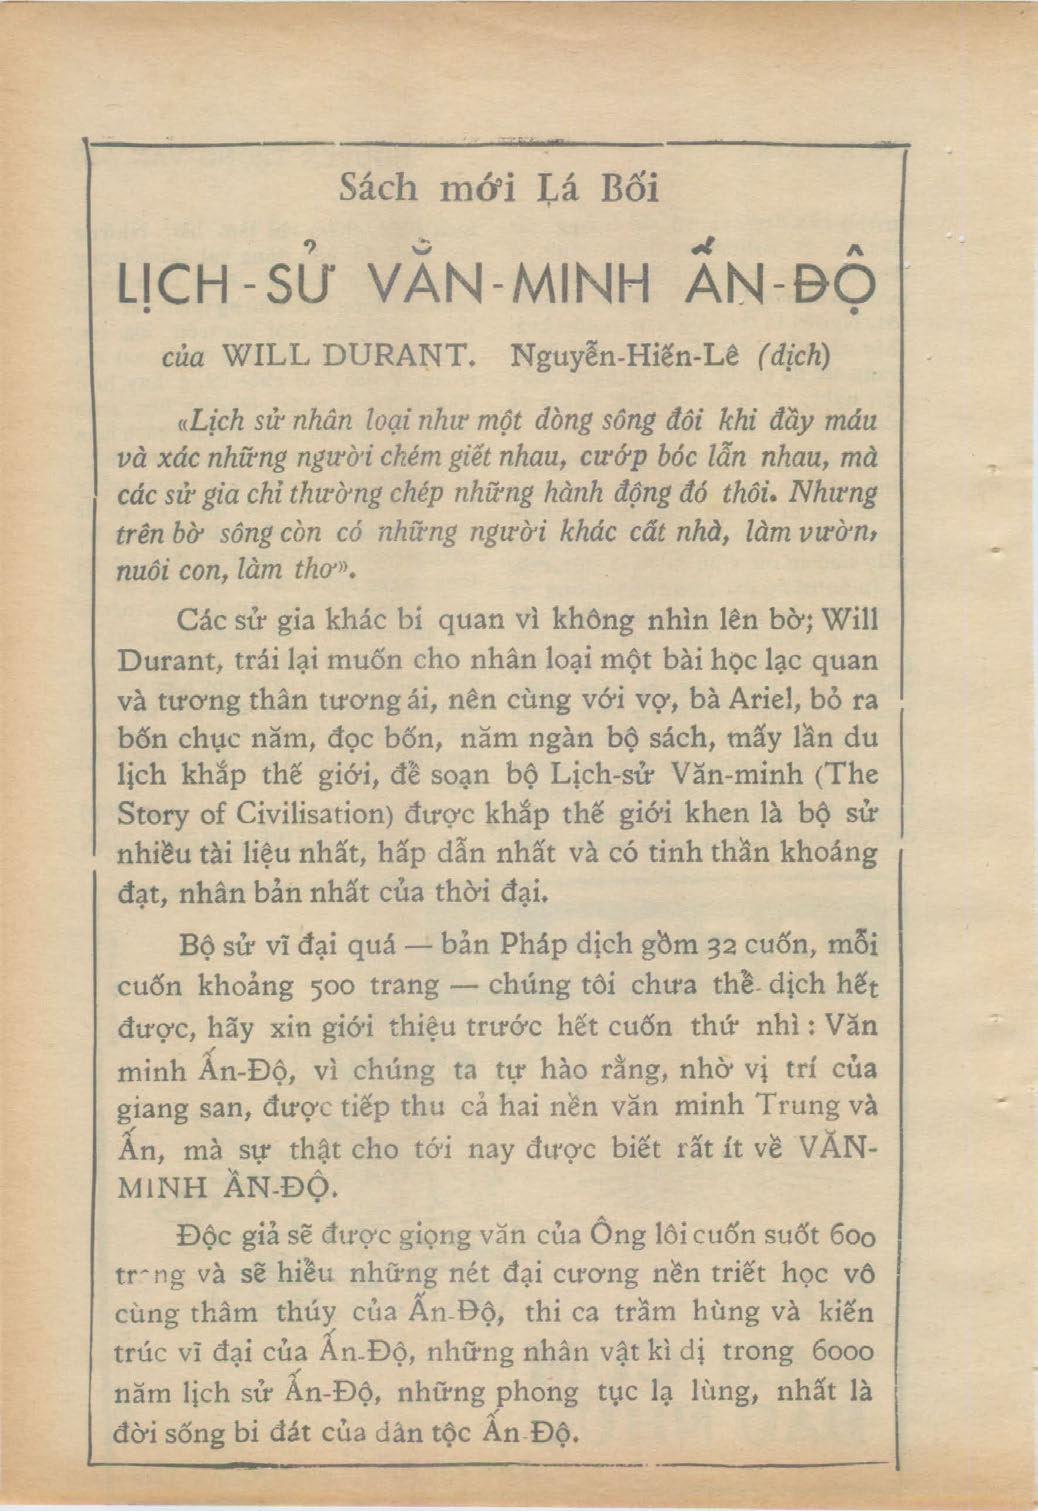 Sách mới Lá Bối
LỊCH-SỬ VĂN-MINH ẤN-ĐỘ
của WILL DURANT. Nguyễn-Hiến-Lê (dịch)
«Lịch sử nhân loại như một dòng sông đôi khi đầy máu
và xác những người chém giết nhau, cướp bóc lẫn nhau, mà
các sử gia chỉ thường chép những hành động đó thôi. Nhưng
trên bờ sông còn có những người khác cất nhà, làm vườn,
nuôi con, làm thơ».
Các sử gia khác bi quan vì không nhìn lên bờ; Will
Durant, trái lại muốn cho nhân loại một bài học lạc quan
và tương thân tương ái, nên cùng với vợ, bà Ariel, bỏ ra
bốn chục năm, đọc bốn, năm ngàn bộ sách, mấy lần du
lịch khắp thế giới, để soạn bộ Lịch-sử Văn-minh (The
Story of Civilisation) được khắp thế giới khen là bộ sử
nhiều tài liệu nhất, hấp dẫn nhất và có tinh thần khoáng
đạt, nhân bản nhất của thời đại.
Bộ sử vĩ đại quá — bản Pháp dịch gồm 32 cuốn, mỗi
cuốn khoảng 500 trang — chúng tôi chưa thể dịch hết
được, hãy xin giới thiệu trước hết cuốn thứ nhì : Văn
minh Ấn-Độ, vì chúng ta tự hào rằng, nhờ vị trí của
giang san, được tiếp thu cả hai nền văn minh Trung và
Ấn, mà sự thật cho tới nay được biết rất ít về VĂN-
MINH ẦN-ĐỘ.
Độc giả sẽ được giọng văn của Ông lôi cuốn suốt 600
trang và sẽ hiểu những nét đại cương nền triết học vô
cùng thâm thúy của Ấn-Độ, thi ca trầm hùng và kiến
trúc vĩ đại của Ấn-Độ, những nhân vật kì dị trong 6000
năm lịch sử Ấn-Độ, những phong tục lạ lùng, nhất là
đời sống bi đát của dân tộc Ấn-Độ.